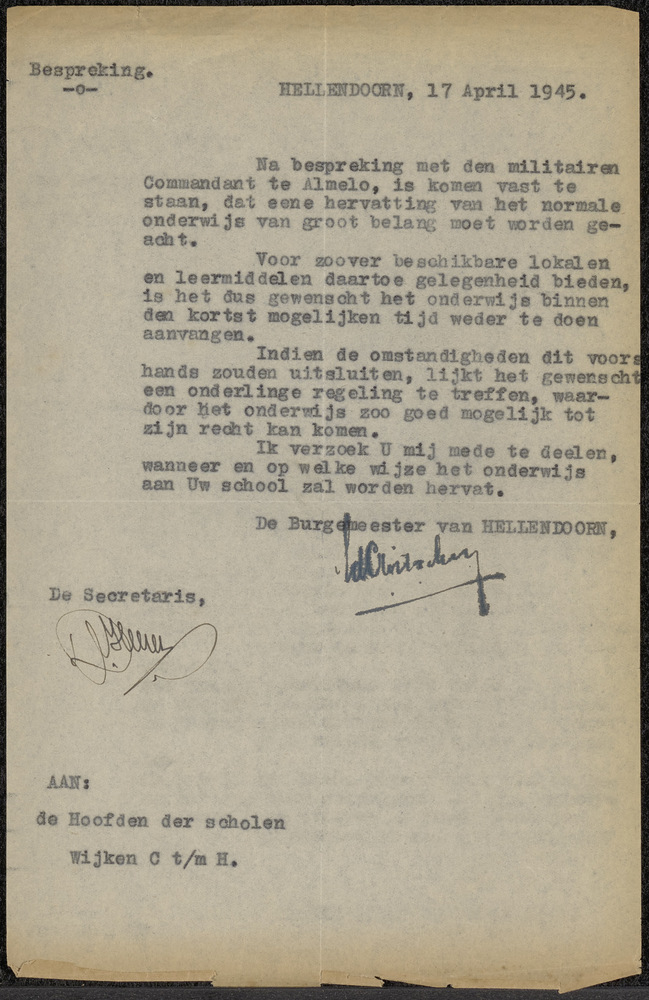 Bespreking.
-o-
HELLENDOORN, 17 April 1945.
Na bespreking met den militairen
Commandant te Almelo, is komen vast te
staan, dat eene hervatting van het normale
onderwijs van groot belang moet worden ge-
acht.
Voor zoover beschikbare lokalen
en leermiddelen daartoe gelegenheid bieden,
is het dus gewenscht het onderwijs binnen
den kortst mogelijken tijd weder te doen
aanvangen.
Indien de omstandigheden dit voors
hands zouden uitsluiten, lijkt het gewenscht
een onderlinge regeling te treffen, waar-
door het onderwijs zoo goed mogelijk tot
zijn recht kan komen.
Ik verzoek U mij mede te deelen,
wanneer en op welke wijze het onderwijs
aan Uw school zal worden hervat.
De Burgemeester van HELLENDOORN,
De Secretaris,
AAN:
de Hoofden der scholen
Wijken C t/m H.